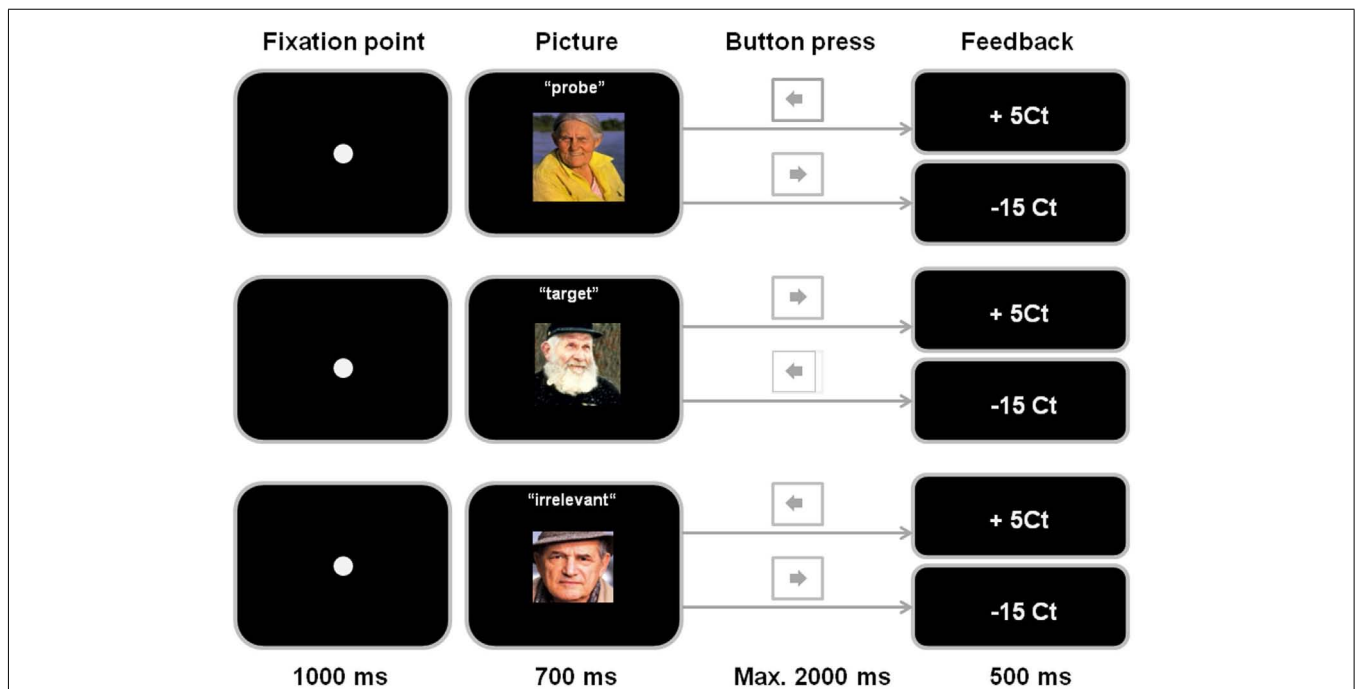 Fixation point Picture Button press Feedback
“probe”
+ 5Ct
-15 Ct
“target”
+ 5Ct
-15 Ct
“irrelevant“
+ 5Ct
-15 Ct
1000 ms 700 ms Max. 2000 ms 500 ms